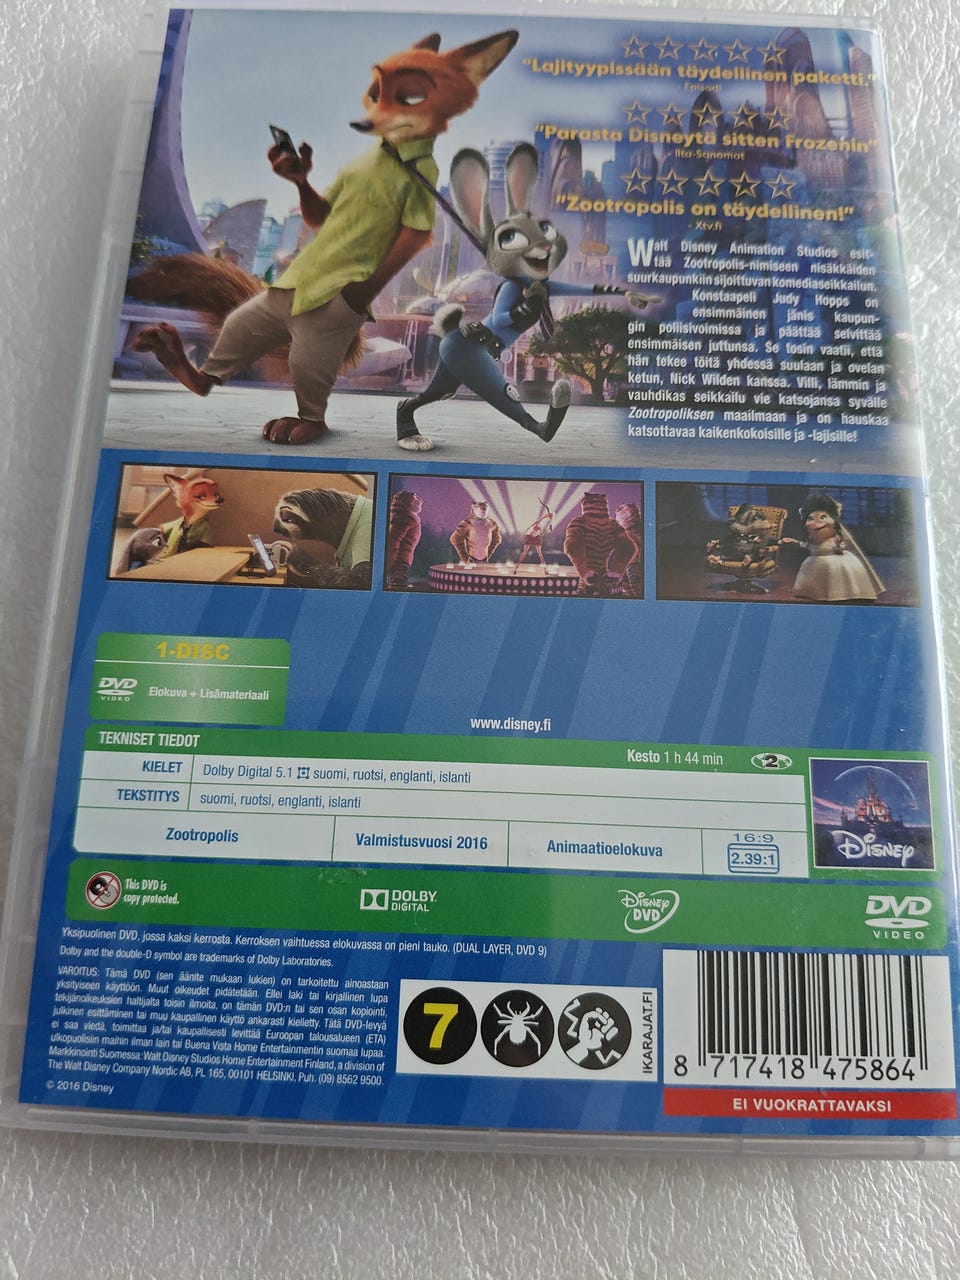 "Lajityypissään täydellinen paketti."
Episodi
"Parasta Disneytä sitten Frozenin"
- Ilta-Sanomat
"Zootropolis on täydellinen!"
- Xtv.fi
Walt Disney Animation Studios esit-
tää Zootropolis-nimiseen nisäkkäiden
suurkaupunkiin sijoittuvan komediaseikkailun.
Konstaapeli Judy Hopps on
ensimmäinen jänis kaupun-
gin poliisivoimissa ja päättää selvittää
ensimmäisen juttunsa. Se tosin vaatii, että
hän tekee töitä yhdessä suulaan ja ovelan
ketun, Nick Wilden kanssa. Villi, lämmin ja
vauhdikas seikkailu vie katsojansa syvälle
Zootropoliksen maailmaan ja on hauskaa
katsottavaa kaikenkokoisille ja -lajisille!
1-DISC
DVD VIDEO
Elokuva + Lisämateriaali
www.disney.fi
TEKNISET TIEDOT
Kesto 1 h 44 min
2
KIELET
Dolby Digital 5.1 suomi, ruotsi, englanti, islanti
TEKSTITYS
suomi, ruotsi, englanti, islanti
Zootropolis
Valmistusvuosi 2016
Animaatioelokuva
16:9
2.39:1
DISNEY
This DVD is
copy protected.
DOLBY
DIGITAL
DISNEY
DVD
DVD
VIDEO
Yksipuolinen DVD, jossa kaksi kerrosta. Kerroksen vaihtuessa elokuvassa on pieni tauko. (DUAL LAYER, DVD 9)
Dolby and the double-D symbol are trademarks of Dolby Laboratories.
VAROITUS: Tämä DVD (sen äänite mukaan lukien) on tarkoitettu ainoastaan
yksityiseen käyttöön. Muut oikeudet pidätetään. Ellei laki tai kirjallinen lupa
tekijänoikeuksien haltijalta toisin ilmoita, on tämän DVD:n tai sen osan kopiointi,
julkinen esittäminen tai muu kaupallinen käyttö ankarasti kielletty. Tätä DVD-levyä
ei saa viedä, toimittaa ja/tai kaupallisesti levittää Euroopan talousalueen (ETA)
ulkopuolisiin maihin ilman lain tai Buena Vista Home Entertainmentin suomaa lupaa.
Markkinointi Suomessa: Walt Disney Studios Home Entertainment Finland, a division of
The Walt Disney Company Nordic AB, PL 165, 00101 HELSINKI, Puh. (09) 8562 9500.
© 2016 Disney
7
IKARAJAT.FI
8 717418 475864
EI VUOKRATTAVAKSI